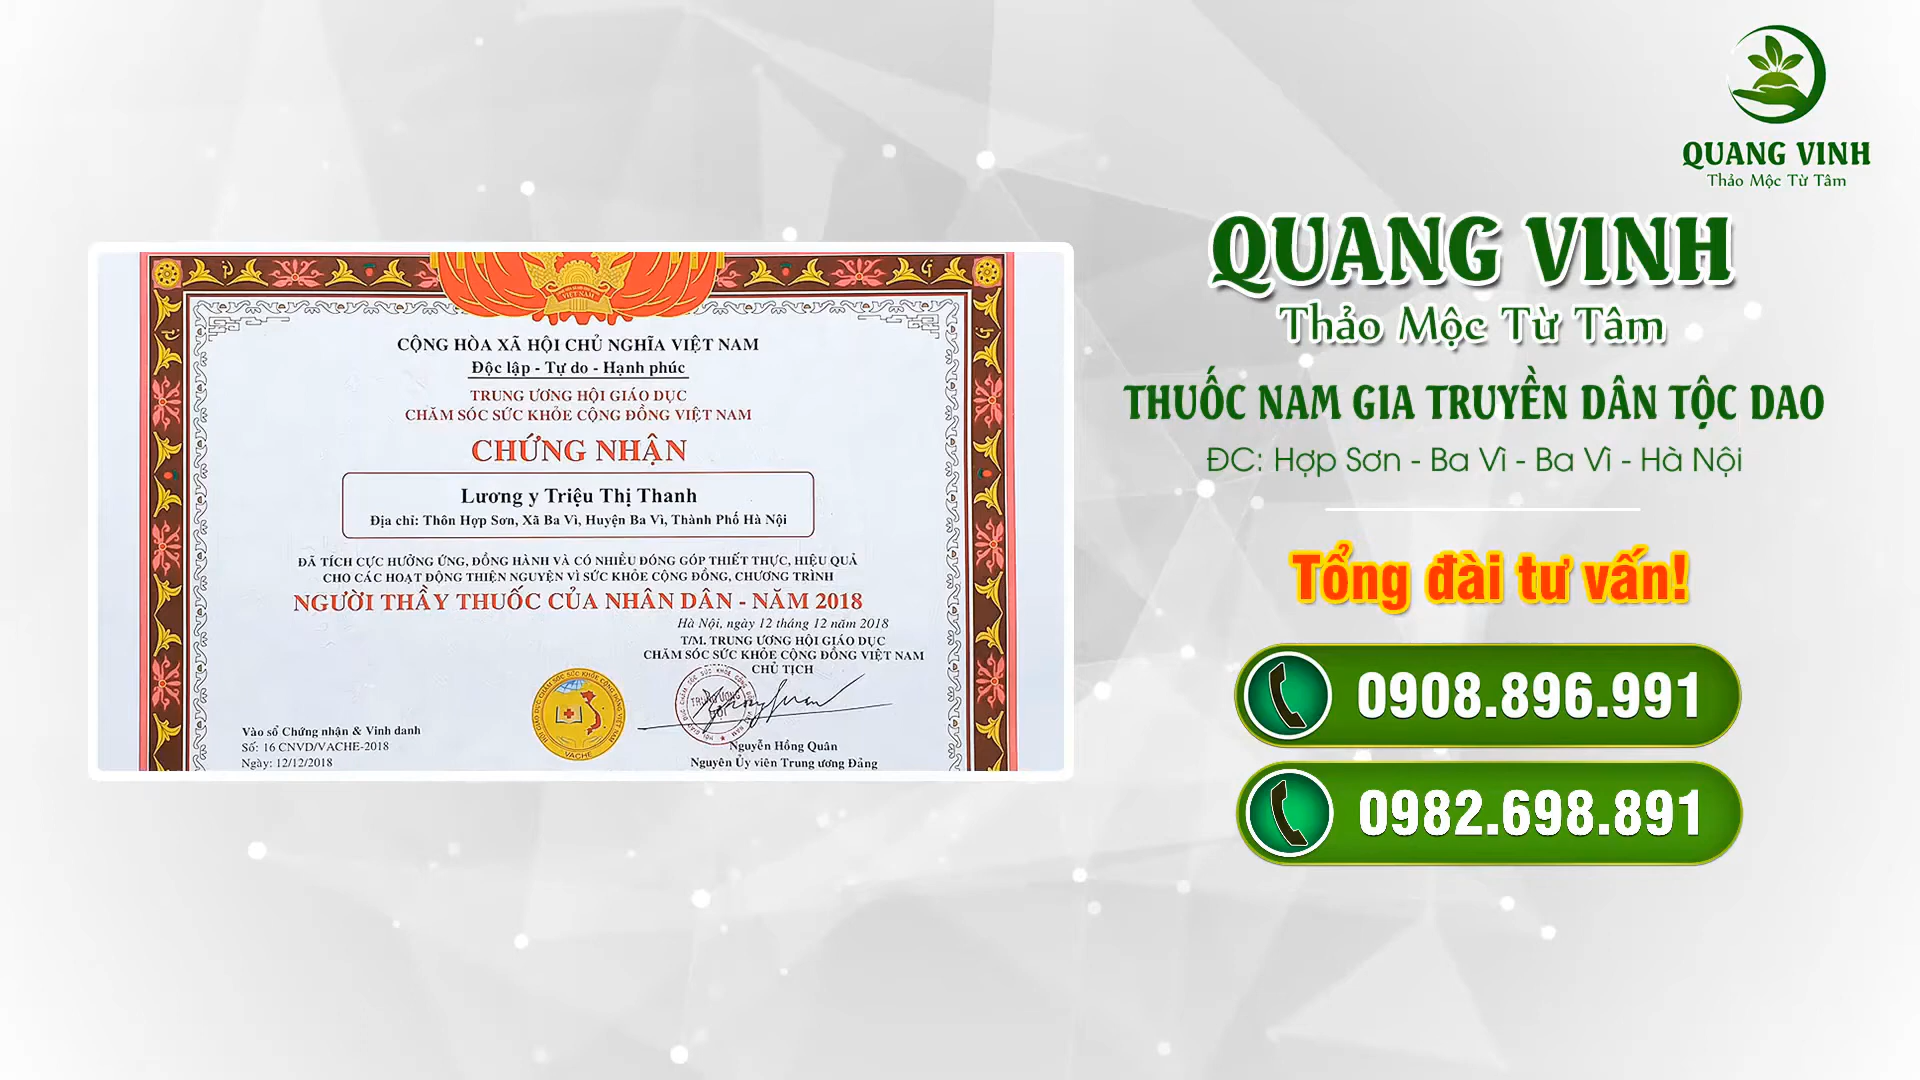 QUANG VINH
Thảo Mộc Từ Tâm
CỘNG HÒA XÃ HỘI CHỦ NGHĨA VIỆT NAM
Độc lập - Tự do - Hạnh phúc
TRUNG ƯƠNG HỘI GIÁO DỤC
CHĂM SÓC SỨC KHỎE CỘNG ĐỒNG VIỆT NAM
CHỨNG NHẬN
Lương y Triệu Thị Thanh
Địa chỉ: Thôn Hợp Sơn, Xã Ba Vì, Huyện Ba Vì, Thành Phố Hà Nội
ĐÃ TÍCH CỰC HƯỞNG ỨNG, ĐỒNG HÀNH VÀ CÓ NHIỀU ĐÓNG GÓP THIẾT THỰC, HIỆU QUẢ
CHO CÁC HOẠT ĐỘNG THIỆN NGUYỆN VÌ SỨC KHỎE CỘNG ĐỒNG, CHƯƠNG TRÌNH
NGƯỜI THẦY THUỐC CỦA NHÂN DÂN - NĂM 2018
Hà Nội, ngày 12 tháng 12 năm 2018
T/M. TRUNG ƯƠNG HỘI GIÁO DỤC
CHĂM SÓC SỨC KHỎE CỘNG ĐỒNG VIỆT NAM
CHỦ TỊCH
TRUNG ƯƠNG
HỘI
VACHE
Nguyễn Hồng Quân
Nguyên Ủy viên Trung ương Đảng
Vào sổ Chứng nhận & Vinh danh
Số: 16 CNVD/VACHE-2018
Ngày: 12/12/2018
QUANG VINH
Thảo Mộc Từ Tâm
THUỐC NAM GIA TRUYỀN DÂN TỘC DAO
ĐC: Hợp Sơn - Ba Vì - Ba Vì - Hà Nội
Tổng đài tư vấn!
0908.896.991
0982.698.891